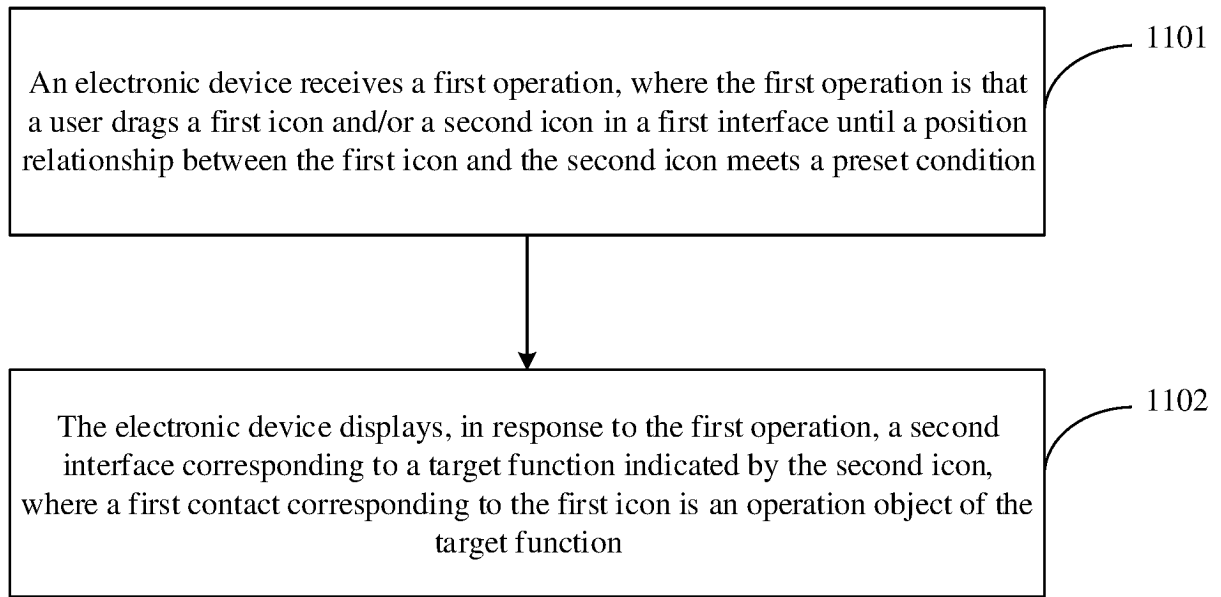 An electronic device receives a first operation, where the first operation is that
a user drags a first icon and/or a second icon in a first interface until a position
relationship between the first icon and the second icon meets a preset condition
1101
The electronic device displays, in response to the first operation, a second
interface corresponding to a target function indicated by the second icon,
where a first contact corresponding to the first icon is an operation object of the
target function
1102